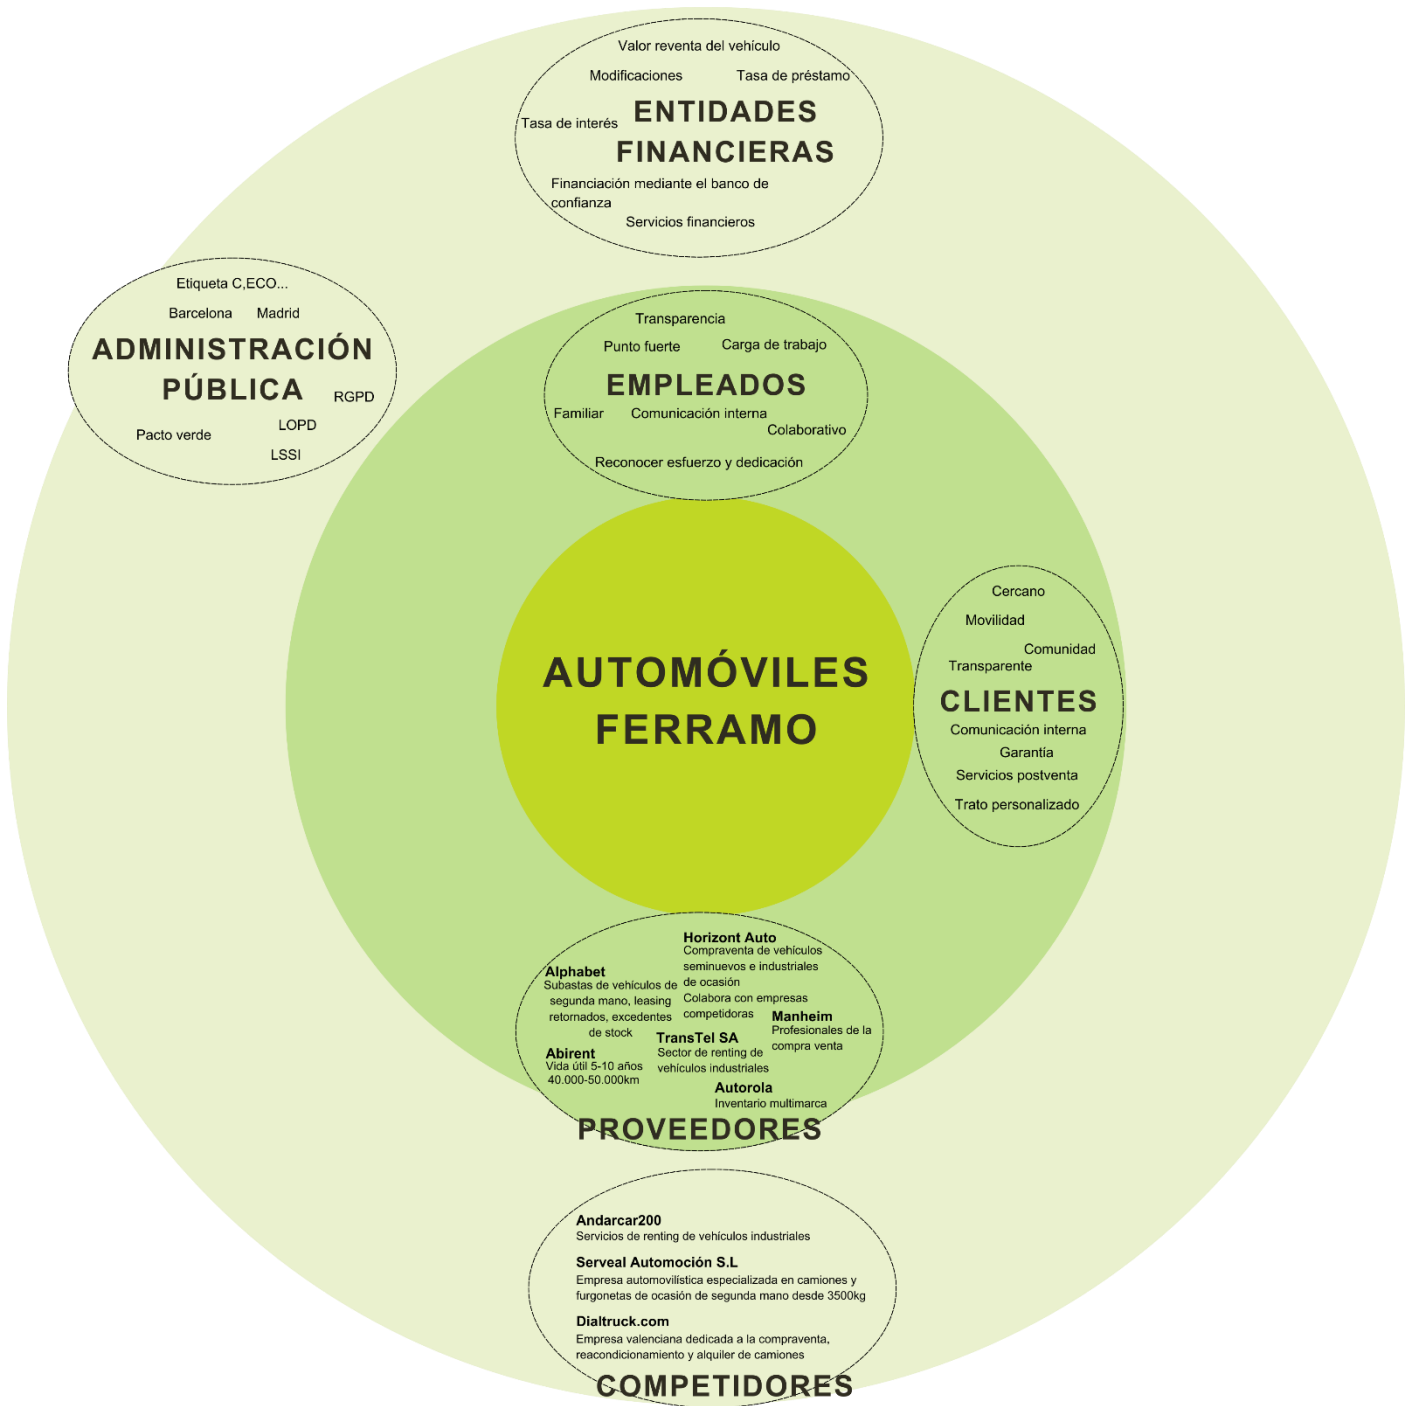 Valor reventa del vehículo
Modificaciones
Tasa de préstamo
Tasa de interés
ENTIDADES
FINANCIERAS
Financiación mediante el banco de
confianza
Servicios financieros
Etiqueta C,ECO...
Barcelona
Madrid
ADMINISTRACIÓN
PÚBLICA
RGPD
LOPD
Pacto verde
LSSI
Transparencia
Punto fuerte
Carga de trabajo
EMPLEADOS
Familiar
Comunicación interna
Colaborativo
Reconocer esfuerzo y dedicación
AUTOMÓVILES
FERRAMO
Cercano
Movilidad
Comunidad
Transparente
CLIENTES
Comunicación interna
Garantía
Servicios postventa
Trato personalizado
Horizont Auto
Compraventa de vehículos
seminuevos e industriales
de ocasión
Colabora con empresas
competidoras
Alphabet
Subastas de vehículos de
segunda mano, leasing
retornados, excedentes
de stock
Manheim
Profesionales de la
compra venta
TransTel SA
Sector de renting de
vehículos industriales
Abirent
Vida útil 5-10 años
40.000-50.000km
Autorola
Inventario multimarca
PROVEEDORES
Andarcar200
Servicios de renting de vehículos industriales
Serveal Automoción S.L
Empresa automovilística especializada en camiones y
furgonetas de ocasión de segunda mano desde 3500kg
Dialtruck.com
Empresa valenciana dedicada a la compraventa,
reacondicionamiento y alquiler de camiones
COMPETIDORES